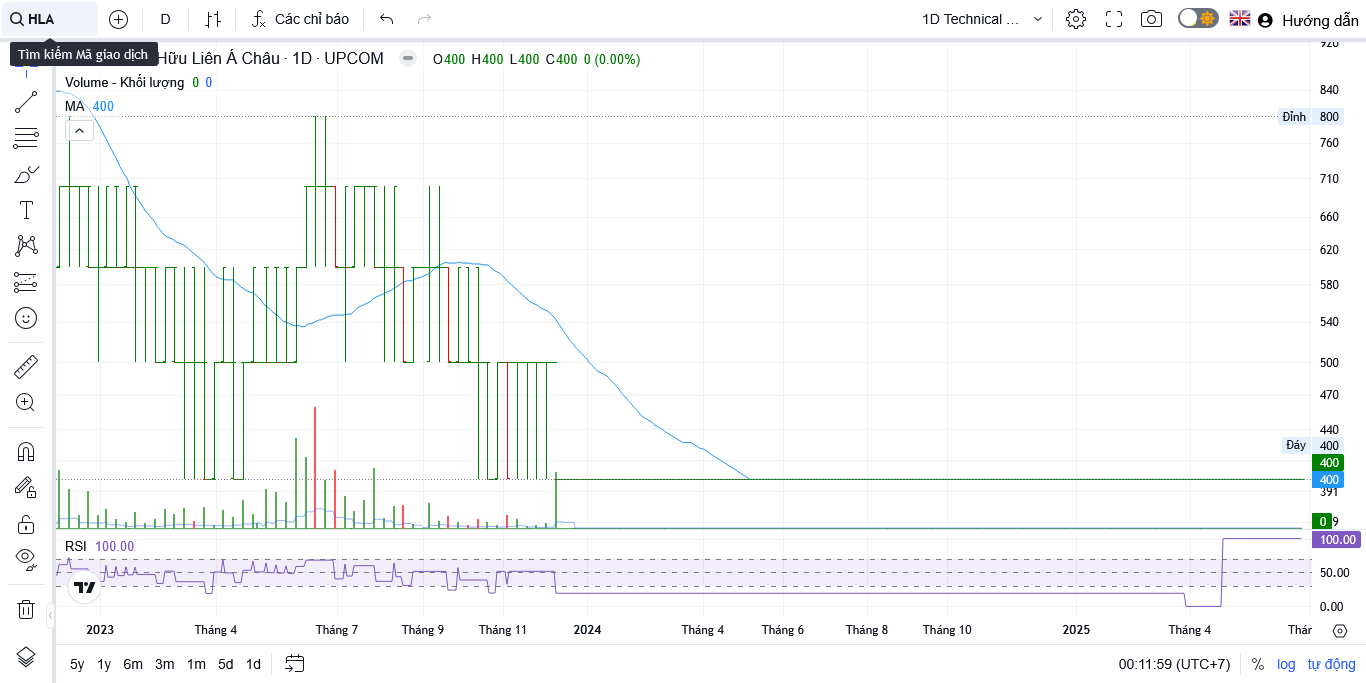 HLA
D
Các chỉ báo
1D Technical ...
Hướng dẫn
Tìm kiếm Mã giao dịch
Hữu Liên Á Châu · 1D · UPCOM
O400 H400 L400 C400 0 (0.00%)
Volume - Khối lượng 0 0
MA 400
920
840
Đỉnh 800
760
710
660
620
580
540
500
470
440
Đáy 400
400
400
391
0
9
RSI 100.00
100.00
50.00
0.00
2023 Tháng 4 Tháng 7 Tháng 9 Tháng 11 2024 Tháng 4 Tháng 6 Tháng 8 Tháng 10 2025 Tháng 4 Thár
5y 1y 6m 3m 1m 5d 1d
00:11:59 (UTC+7) % log tự động